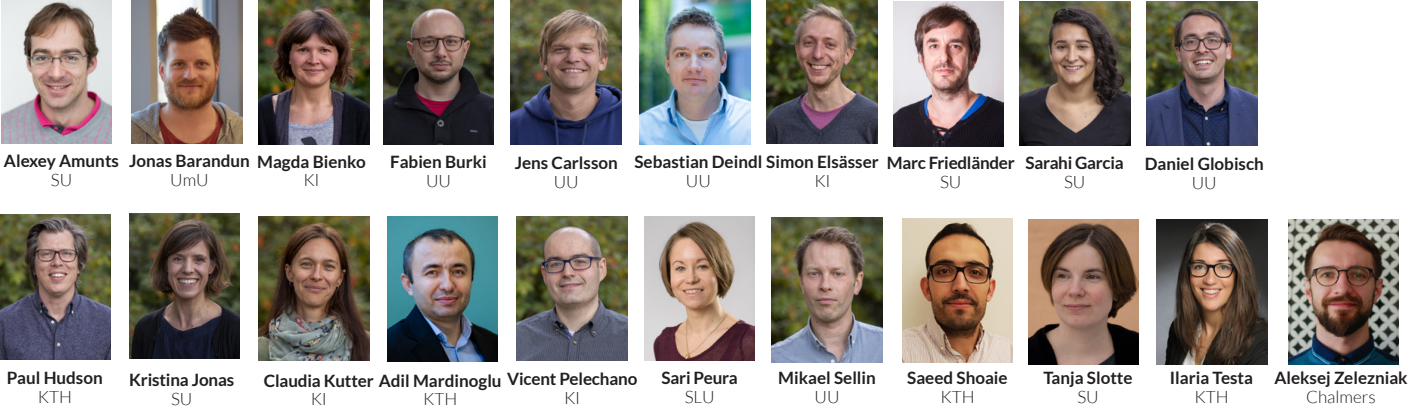 Alexey Amunts Jonas Barandun Magda Bienko Fabien Burki Jens Carlsson Sebastian Deindl Simon Elsässer Marc Friedländer Sarahi Garcia Daniel Globisch
SU UmU KI UU UU UU KI SU SU UU
Paul Hudson Kristina Jonas Claudia Kutter Adil Mardinoglu Vicent Pelechano Sari Peura Mikael Sellin Saeed Shoaie Tanja Slotte Ilaria Testa Aleksej Zelezniak
KTH SU KI KTH KI SLU UU KTH SU KTH Chalmers